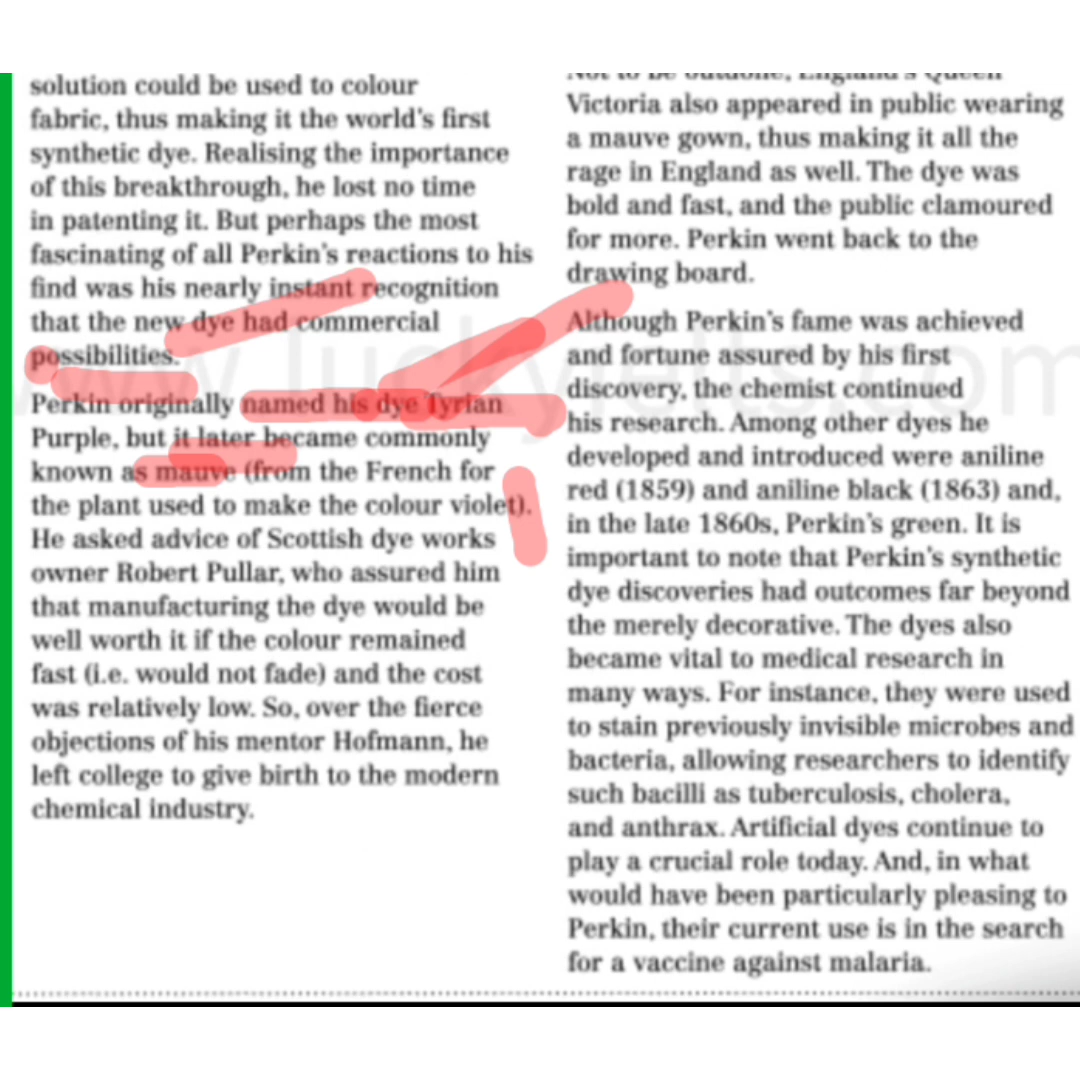 solution could be used to colour
fabric, thus making it the world's first
synthetic dye. Realising the importance
of this breakthrough, he lost no time
in patenting it. But perhaps the most
fascinating of all Perkin's reactions to his
find was his nearly instant recognition
that the new dye had commercial
possibilities.
Perkin originally named his dye Tyrian
Purple, but it later became commonly
known as mauve (from the French for
the plant used to make the colour violet).
He asked advice of Scottish dye works
owner Robert Pullar, who assured him
that manufacturing the dye would be
well worth it if the colour remained
fast (i.e. would not fade) and the cost
was relatively low. So, over the fierce
objections of his mentor Hofmann, he
left college to give birth to the modern
chemical industry.
Not to be outdone, England's Queen
Victoria also appeared in public wearing
a mauve gown, thus making it all the
rage in England as well. The dye was
bold and fast, and the public clamoured
for more. Perkin went back to the
drawing board.
Although Perkin's fame was achieved
and fortune assured by his first
discovery, the chemist continued
his research. Among other dyes he
developed and introduced were aniline
red (1859) and aniline black (1863) and,
in the late 1860s, Perkin's green. It is
important to note that Perkin's synthetic
dye discoveries had outcomes far beyond
the merely decorative. The dyes also
became vital to medical research in
many ways. For instance, they were used
to stain previously invisible microbes and
bacteria, allowing researchers to identify
such bacilli as tuberculosis, cholera,
and anthrax. Artificial dyes continue to
play a crucial role today. And, in what
would have been particularly pleasing to
Perkin, their current use is in the search
for a vaccine against malaria.
www.luckyielts.com